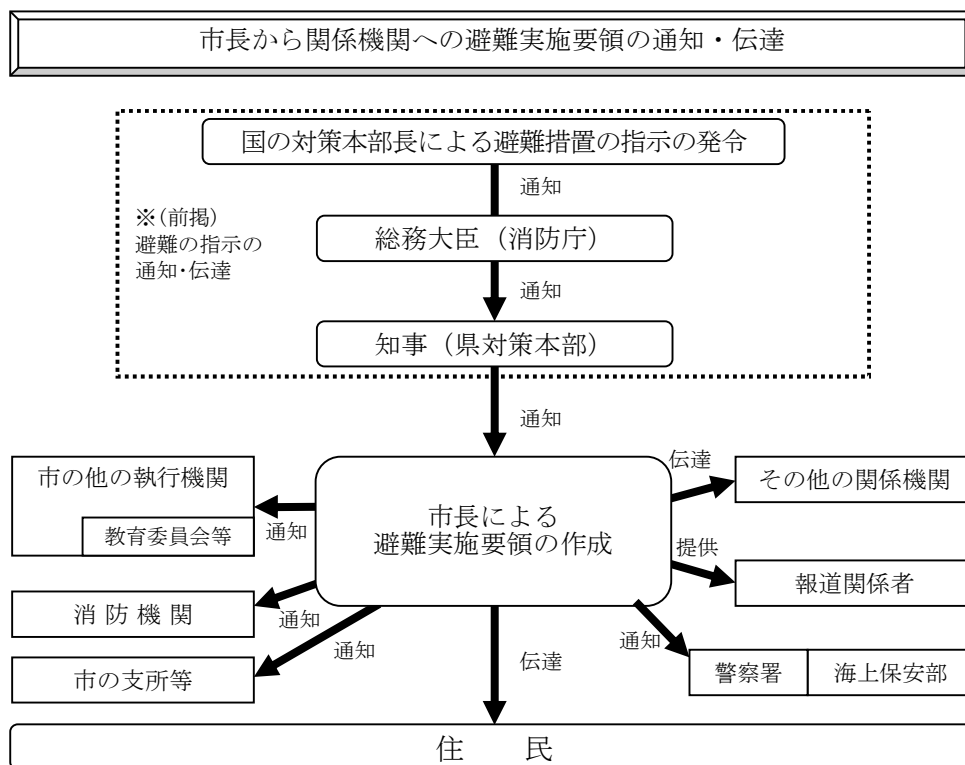 市長から関係機関への避難実施要領の通知・伝達
国の対策本部長による避難措置の指示の発令
通知
※(前掲)
避難の指示の
通知・伝達
総務大臣（消防庁）
通知
知事（県対策本部）
通知
市の他の執行機関
教育委員会等
通知
市長による
避難実施要領の作成
伝達
その他の関係機関
提供
報道関係者
消 防 機 関
通知
市の支所等
通知
伝達
通知
警察署
海上保安部
住　　民